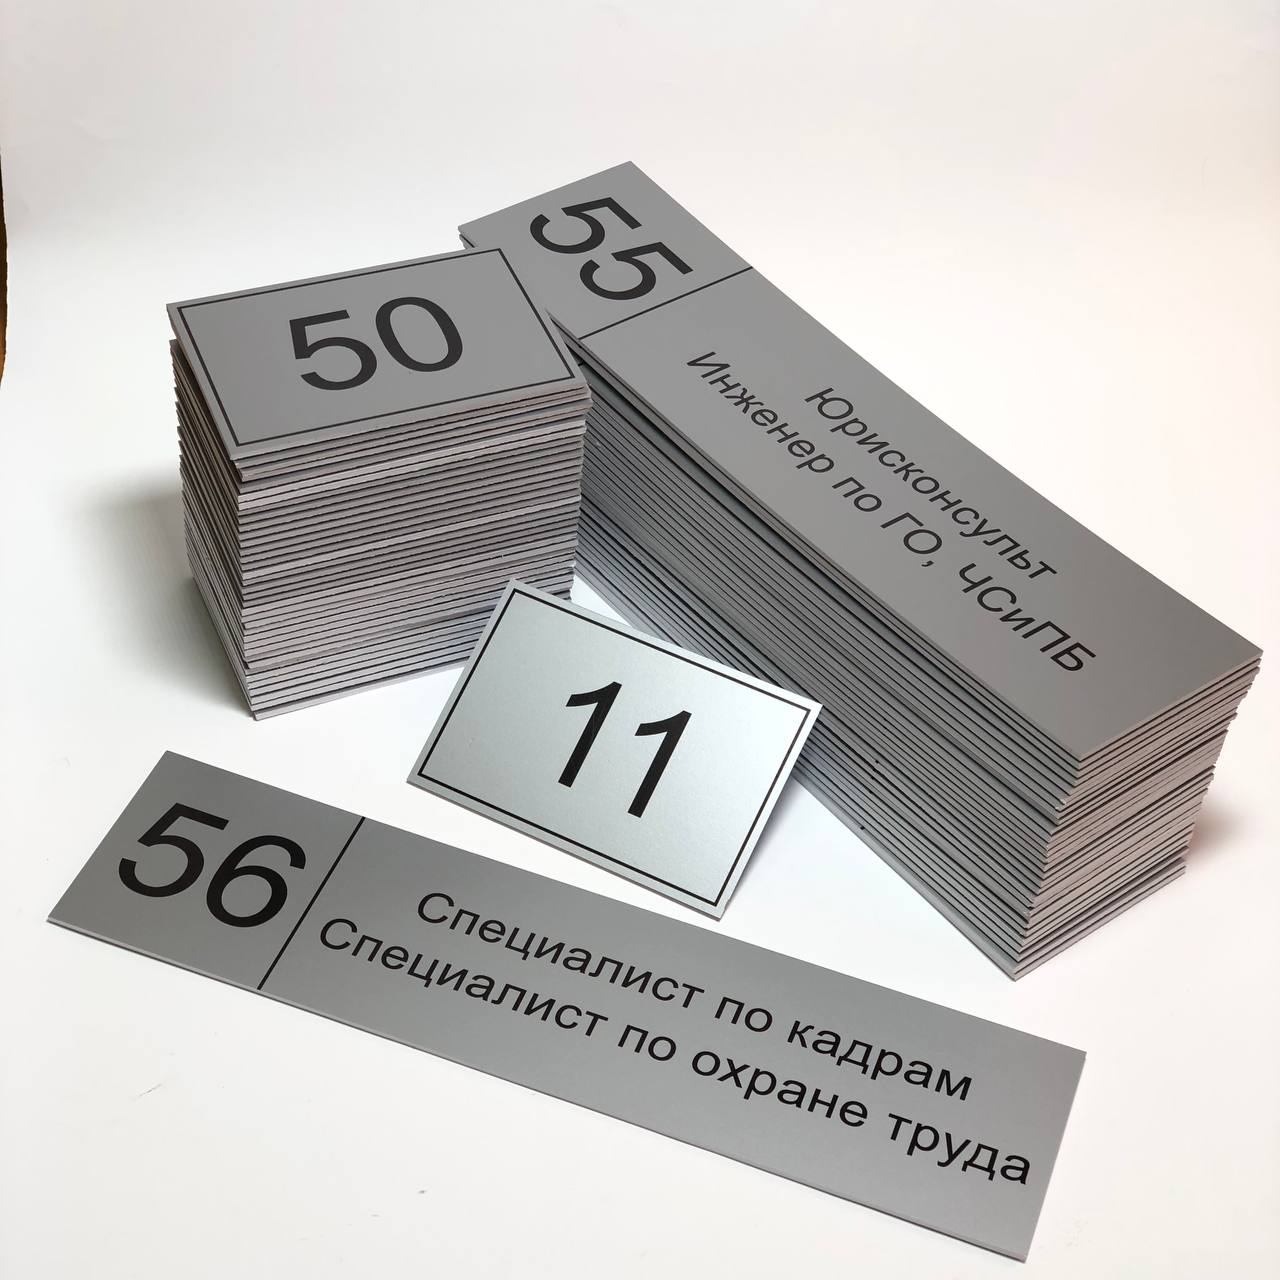 50
55
Юрисконсульт
Инженер по ГО, ЧСиПБ
11
56
Специалист по кадрам
Специалист по охране труда